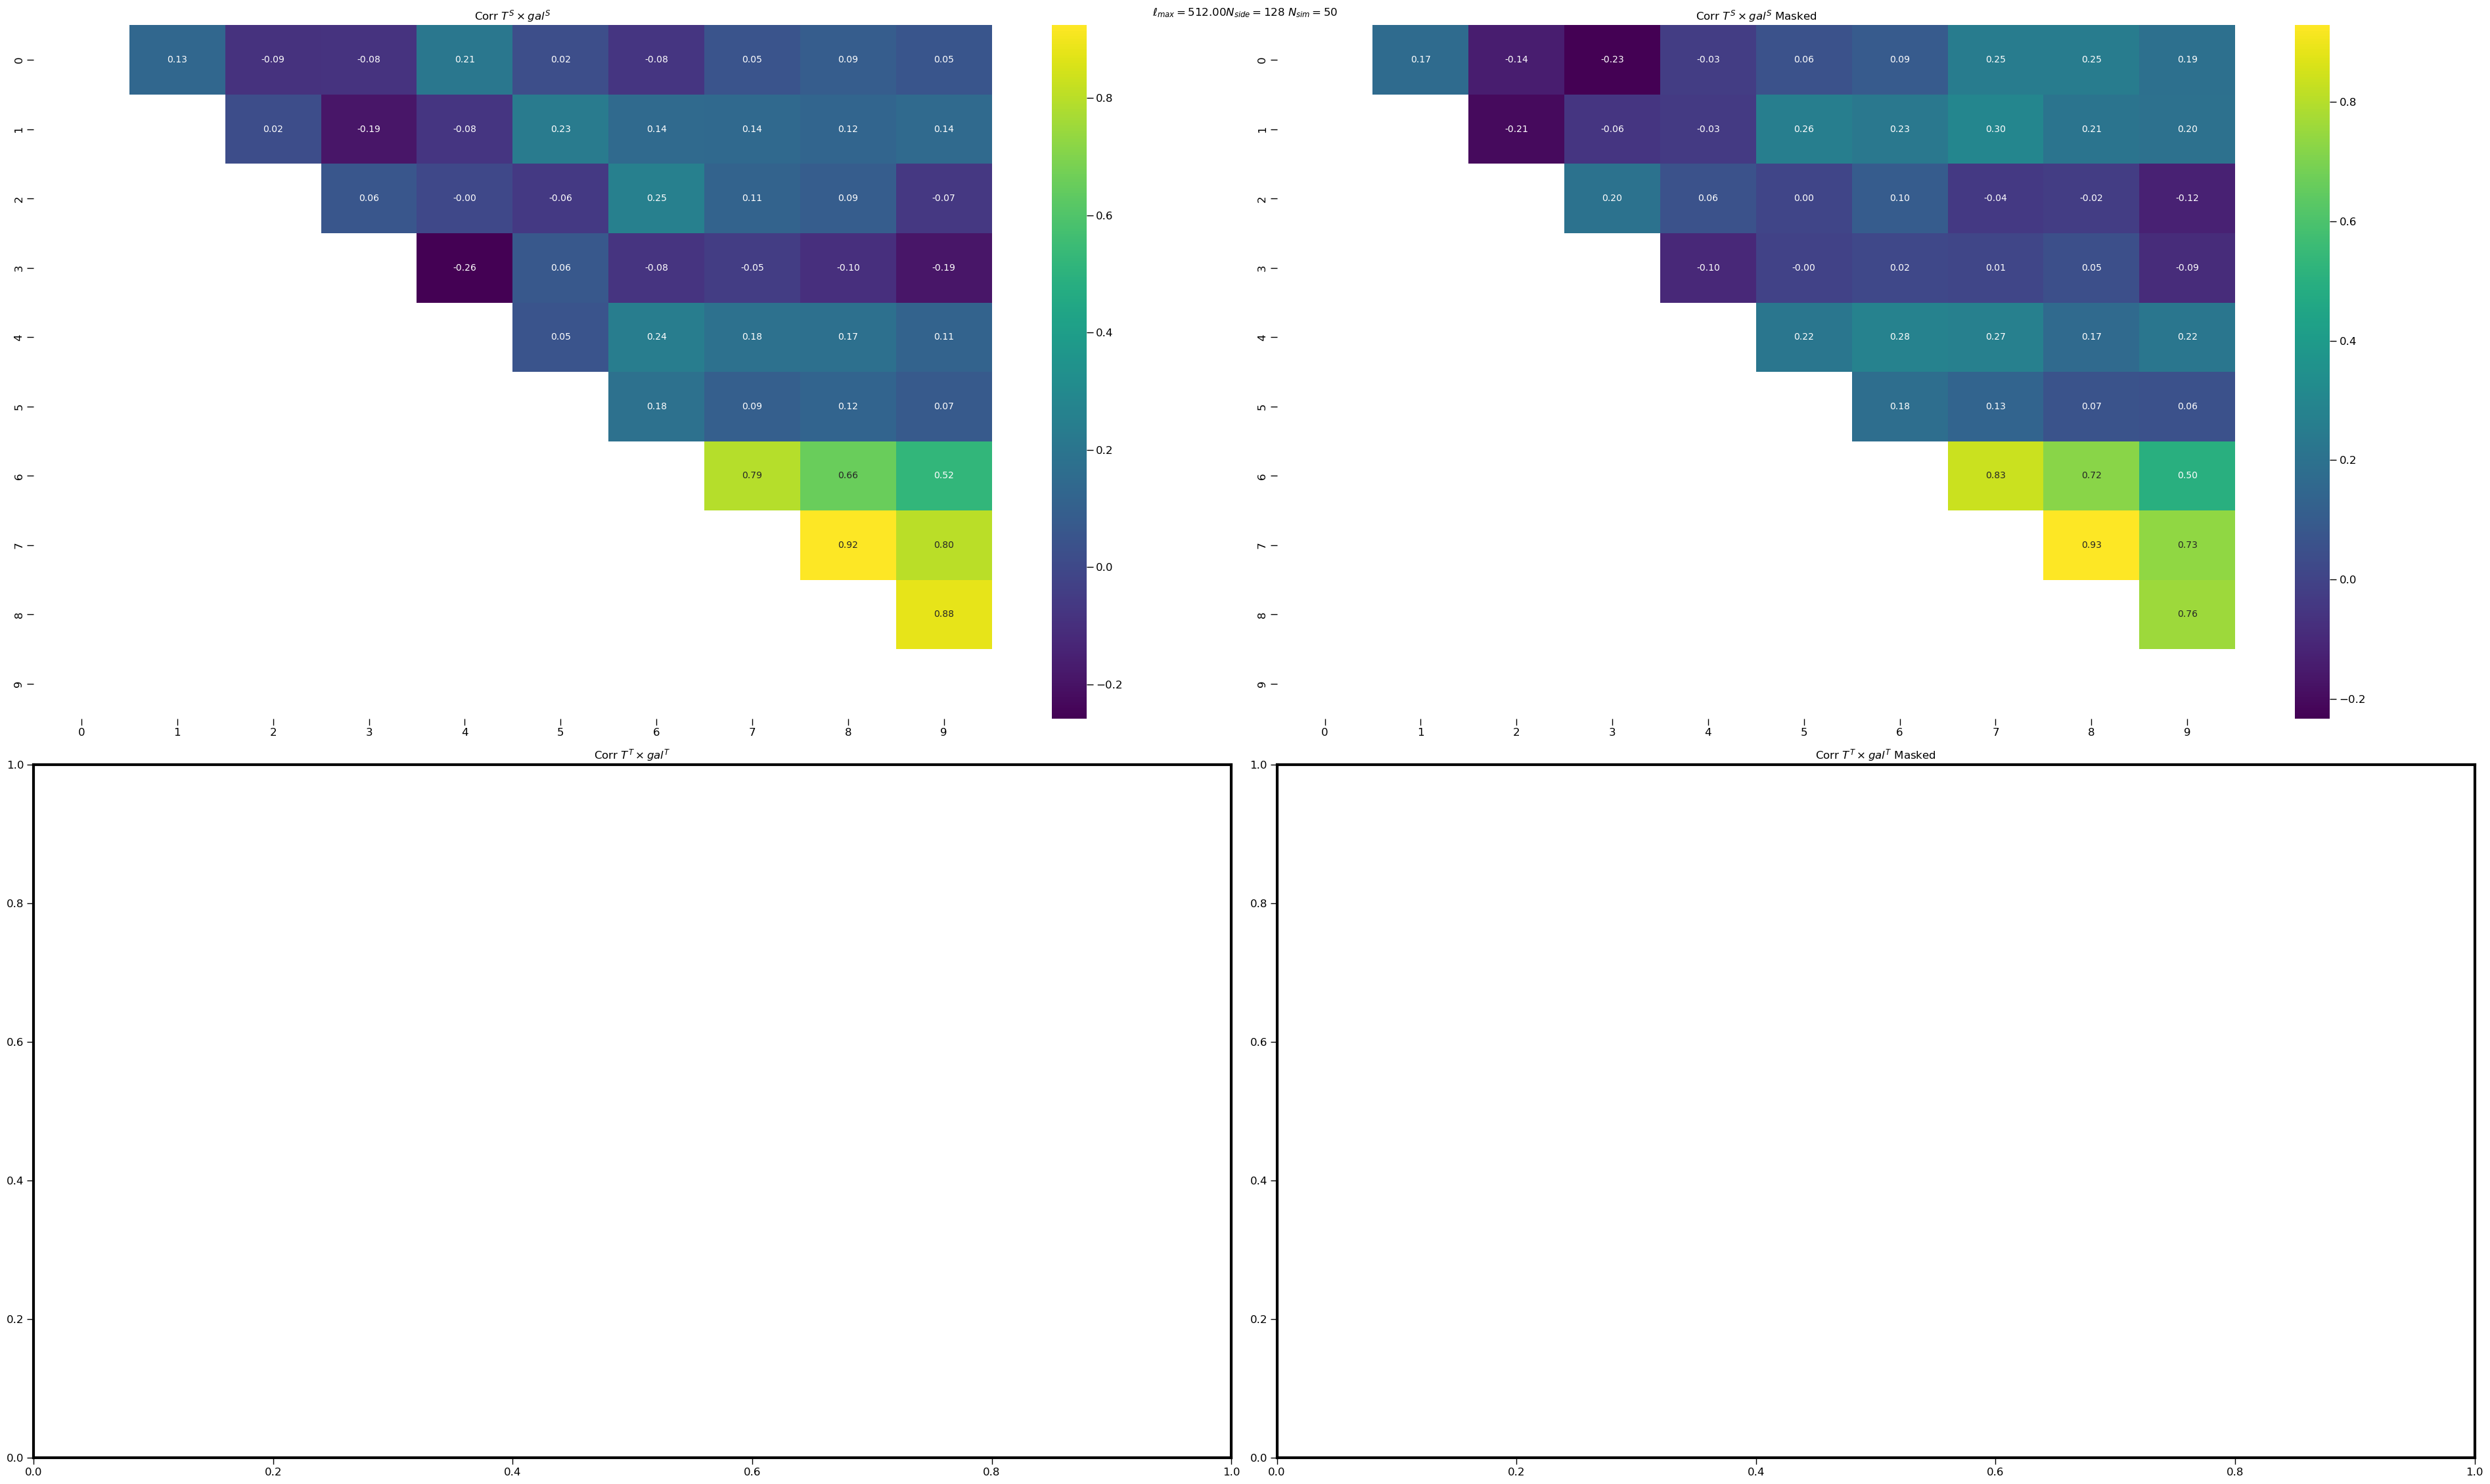 ℓmax = 512.00Nside = 128 Nsim = 50
Corr T^S × gal^S
0 0.13 -0.09 -0.08 0.21 0.02 -0.08 0.05 0.09 0.05
1 0.02 -0.19 -0.08 0.23 0.14 0.14 0.12 0.14
2 0.06 -0.00 -0.06 0.25 0.11 0.09 -0.07
3 -0.26 0.06 -0.08 -0.05 -0.10 -0.19
4 0.05 0.24 0.18 0.17 0.11
5 0.18 0.09 0.12 0.07
6 0.79 0.66 0.52
7 0.92 0.80
8 0.88
9
0 1 2 3 4 5 6 7 8 9
0.8
0.6
0.4
0.2
0.0
−0.2
Corr T^S × gal^S Masked
0 0.17 -0.14 -0.23 -0.03 0.06 0.09 0.25 0.25 0.19
1 -0.21 -0.06 -0.03 0.26 0.23 0.30 0.21 0.20
2 0.20 0.06 0.00 0.10 -0.04 -0.02 -0.12
3 -0.10 -0.00 0.02 0.01 0.05 -0.09
4 0.22 0.28 0.27 0.17 0.22
5 0.18 0.13 0.07 0.06
6 0.83 0.72 0.50
7 0.93 0.73
8 0.76
9
0 1 2 3 4 5 6 7 8 9
0.8
0.6
0.4
0.2
0.0
−0.2
Corr T^T × gal^T
1.0
0.8
0.6
0.4
0.2
0.0
0.0 0.2 0.4 0.6 0.8 1.0
Corr T^T × gal^T Masked
1.0
0.8
0.6
0.4
0.2
0.0
0.0 0.2 0.4 0.6 0.8 1.0